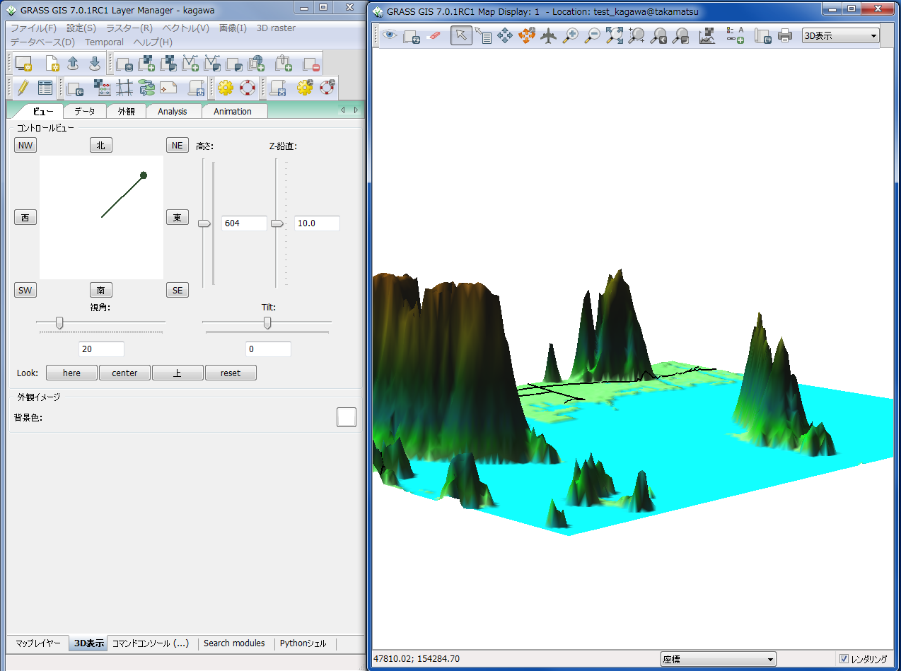 GRASS GIS 7.0.1RC1 Layer Manager - kagawa
ファイル(F) 設定(S) ラスター(R) ベクトル(V) 画像(I) 3D raster
データベース(D) Temporal ヘルプ(H)
ビュー データ 外観 Analysis Animation
コントロールビュー
NW 北 NE 高さ: Z-鉛直:
西 東 604 10.0
SW 南 SE
視角: Tilt:
20 0
Look: here center 上 reset
外観イメージ
背景色:
マップレイヤー 3D表示 コマンドコンソール (...) Search modules Pythonシェル
GRASS GIS 7.0.1RC1 Map Display: 1 - Location: test_kagawa@takamatsu
3D表示
47810.02; 154284.70 座標 レンダリング